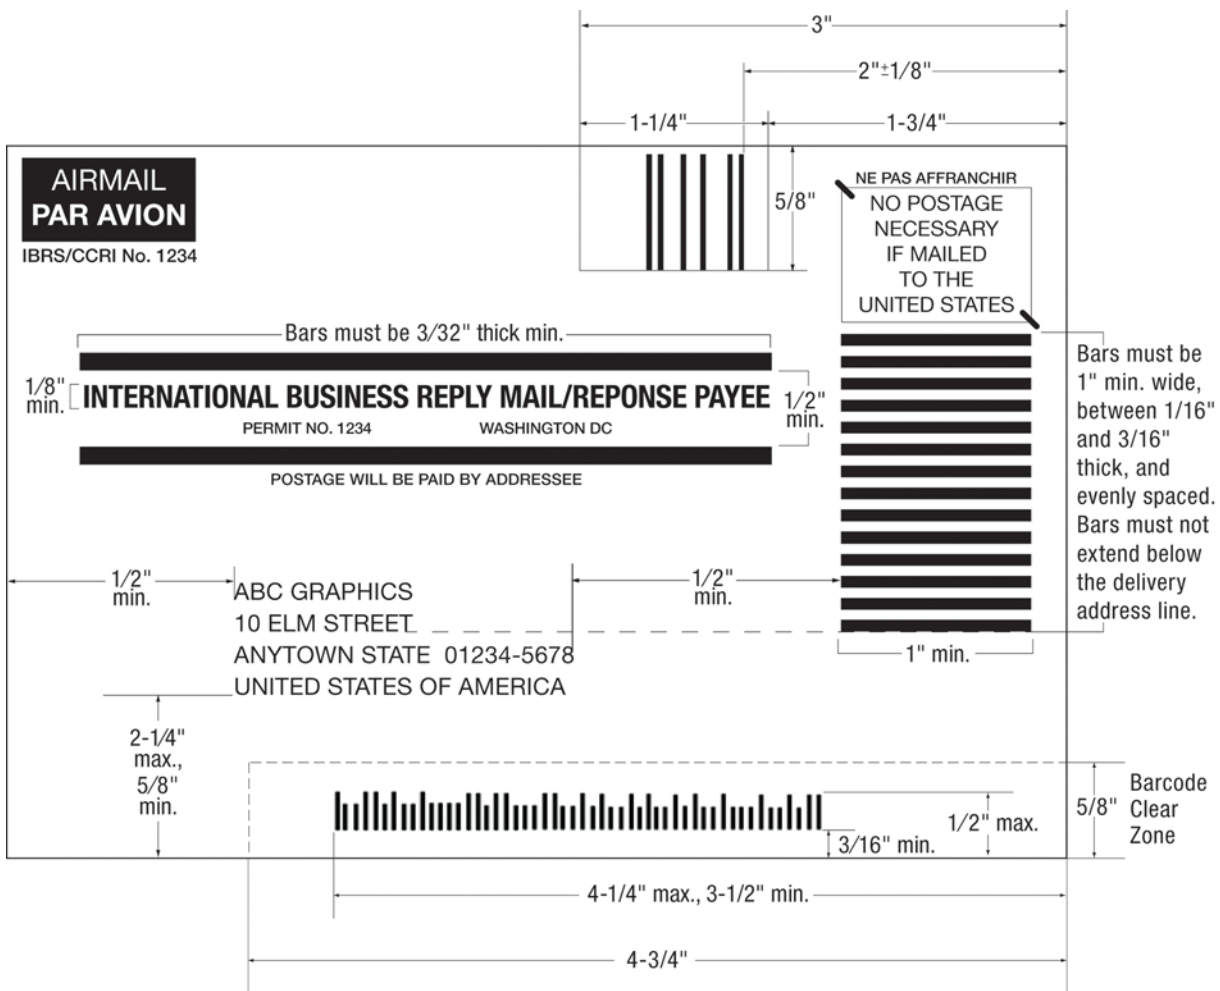 3"
2"±1/8"
1-1/4"
1-3/4"
AIRMAIL
PAR AVION
IBRS/CCRI No. 1234
5/8"
NE PAS AFFRANCHIR
NO POSTAGE
NECESSARY
IF MAILED
TO THE
UNITED STATES
Bars must be 3/32" thick min.
1/8"
min.
INTERNATIONAL BUSINESS REPLY MAIL/REPONSE PAYEE
PERMIT NO. 1234 WASHINGTON DC
1/2"
min.
POSTAGE WILL BE PAID BY ADDRESSEE
Bars must be
1" min. wide,
between 1/16"
and 3/16"
thick, and
evenly spaced.
Bars must not
extend below
the delivery
address line.
1/2"
min.
ABC GRAPHICS
10 ELM STREET
ANYTOWN STATE 01234-5678
UNITED STATES OF AMERICA
1/2"
min.
1" min.
2-1/4"
max.,
5/8"
min.
1/2" max.
3/16" min.
5/8"
Barcode
Clear
Zone
4-1/4" max., 3-1/2" min.
4-3/4"